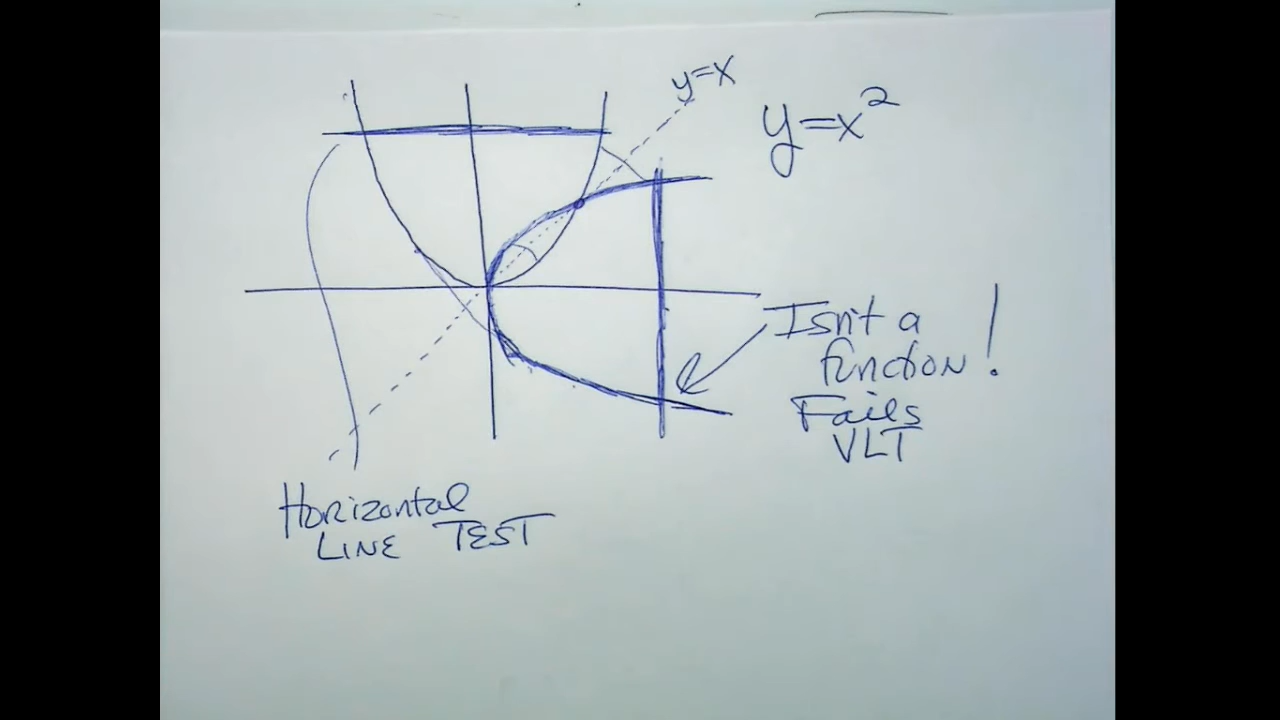 y=x
y=x²
Isn't a
function!
Fails
VLT
Horizontal
LINE TEST